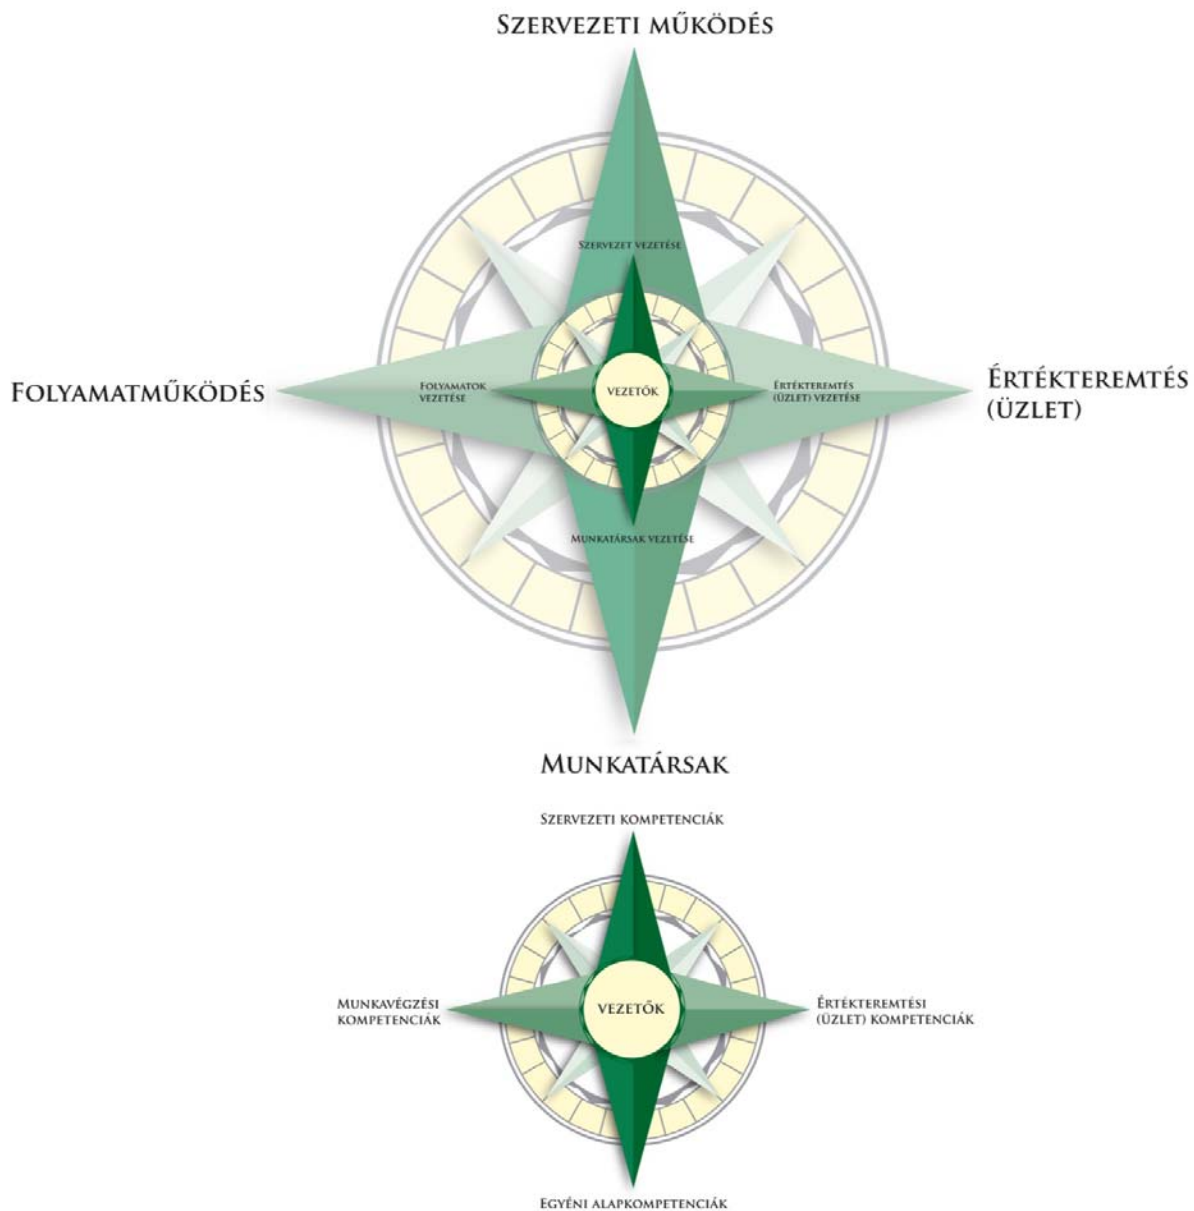 SZERVEZETI MŰKÖDÉS
SZERVEZET VEZETÉSE
FOLYAMATMŰKÖDÉS
FOLYAMATOK
VEZETÉSE
VEZETŐK
ÉRTÉKTEREMTÉS
(ÜZLET) VEZETÉSE
ÉRTÉKTEREMTÉS
(ÜZLET)
MUNKATÁRSAK VEZETÉSE
MUNKATÁRSAK
SZERVEZETI KOMPETENCIÁK
MUNKAVÉGZÉSI
KOMPETENCIÁK
VEZETŐK
ÉRTÉKTEREMTÉSI
(ÜZLET) KOMPETENCIÁK
EGYÉNI ALAPKOMPETENCIÁK